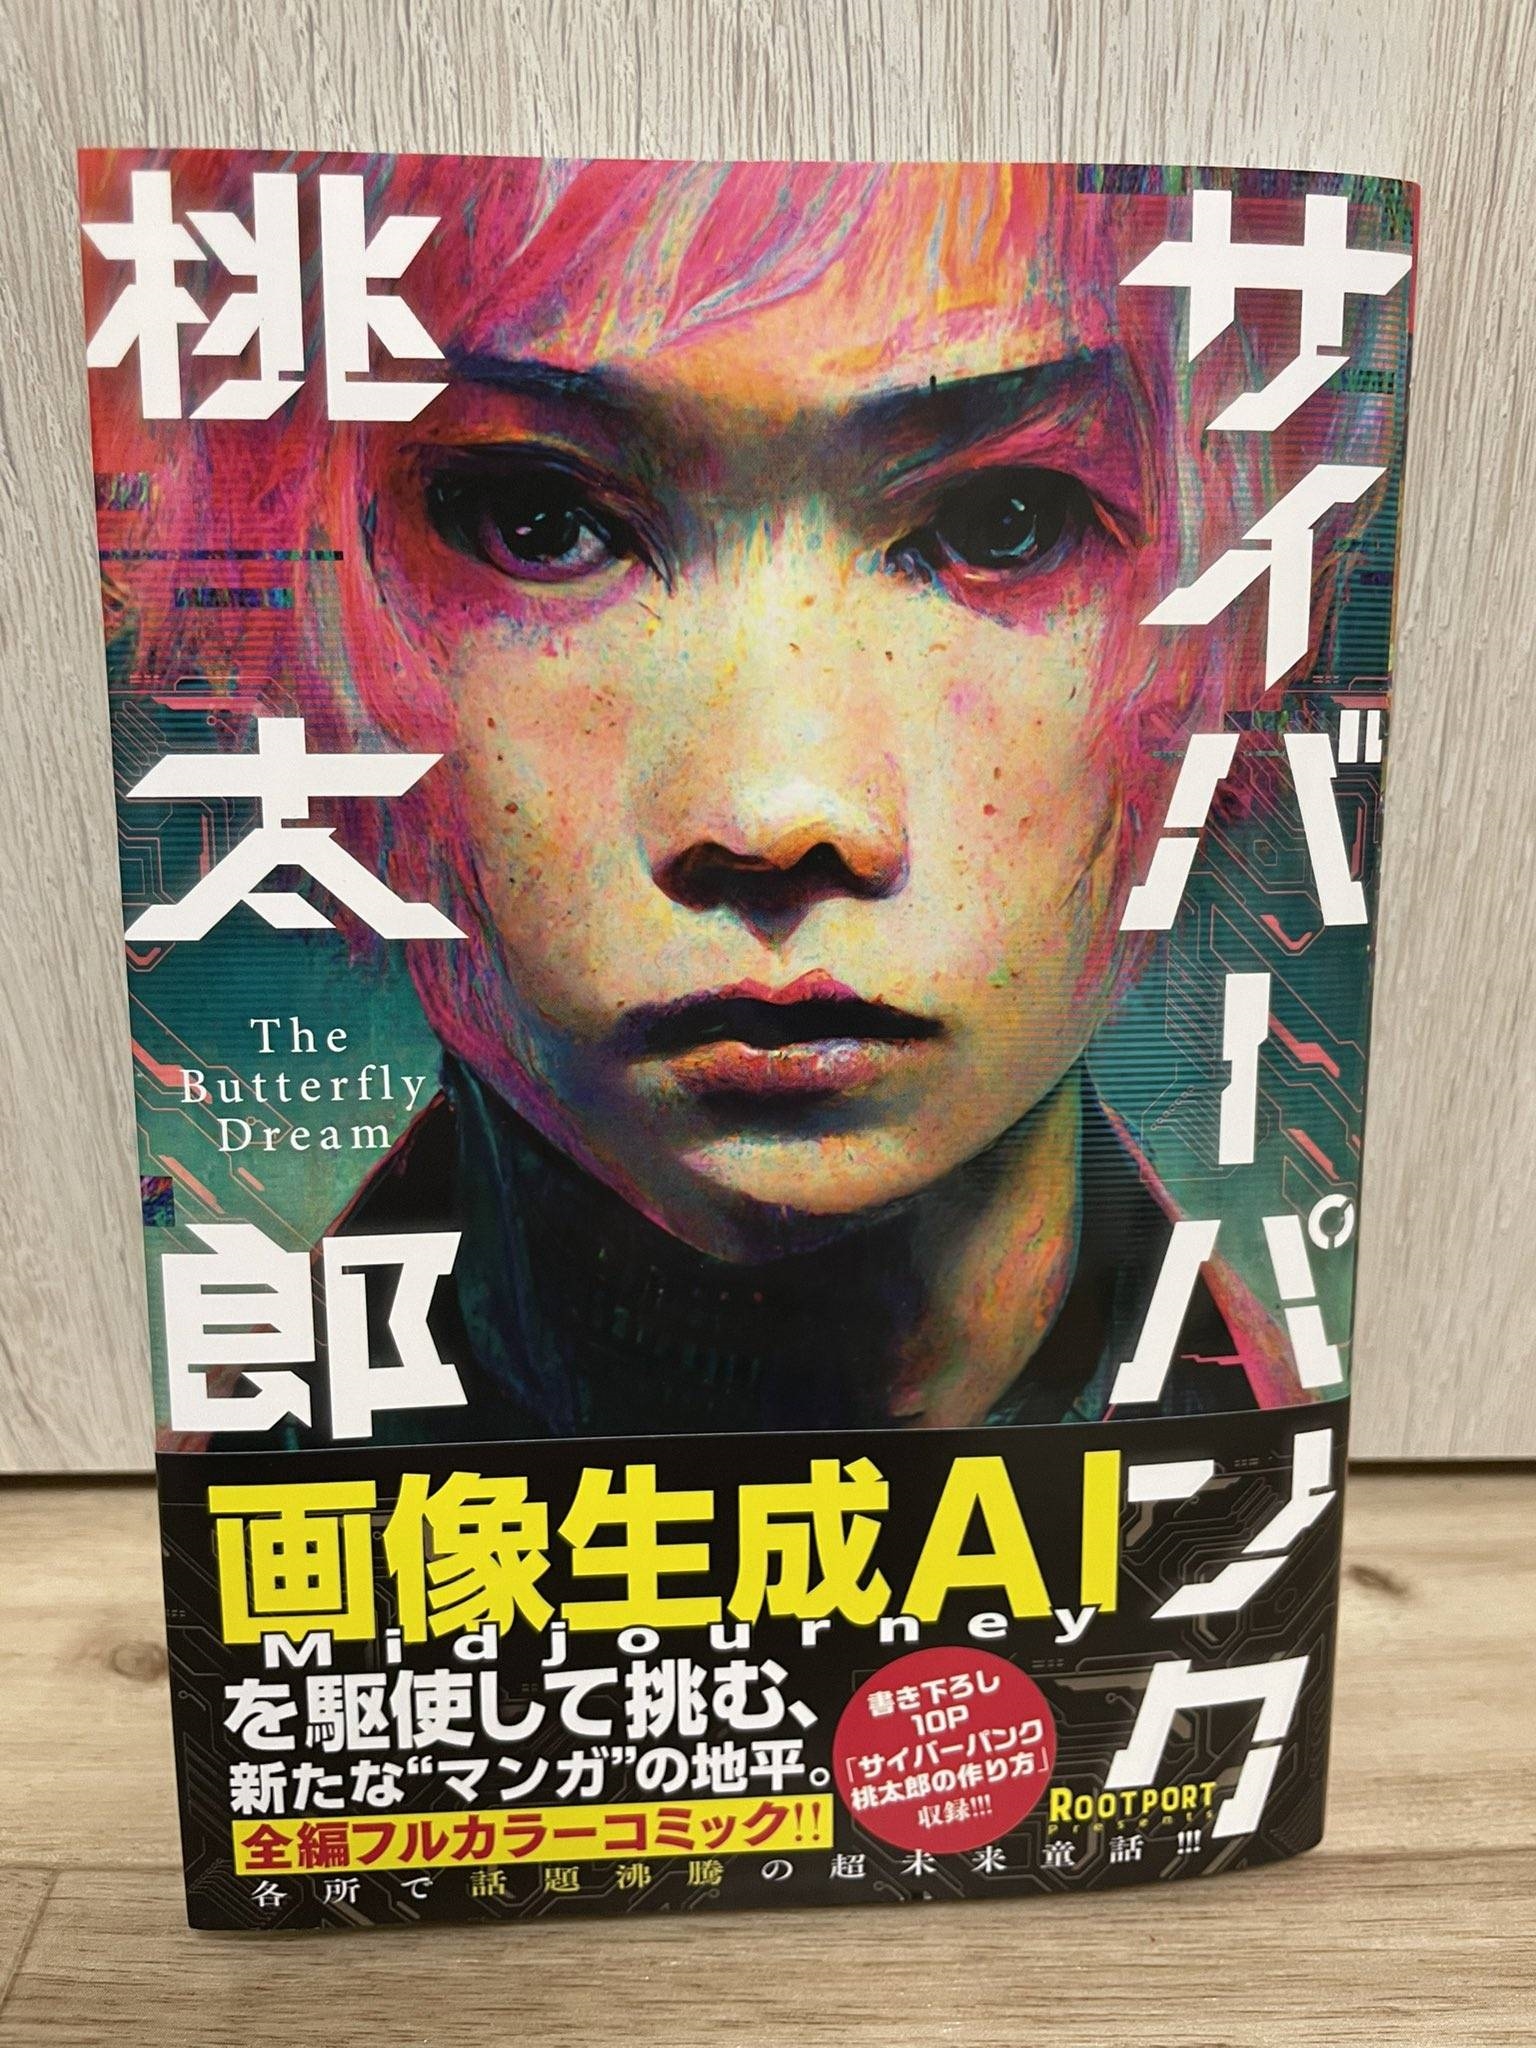 サイバーパンク
桃太郎
The
Butterfly
Dream
画像生成AI
Midjourney
を駆使して挑む、
新たな“マンガ”の地平。
全編フルカラーコミック!!
各所で話題沸騰の超未来童話!!!
書き下ろし
10P
「サイバーパンク
桃太郎の作り方」
収録!!!
ROOTPORT
presents